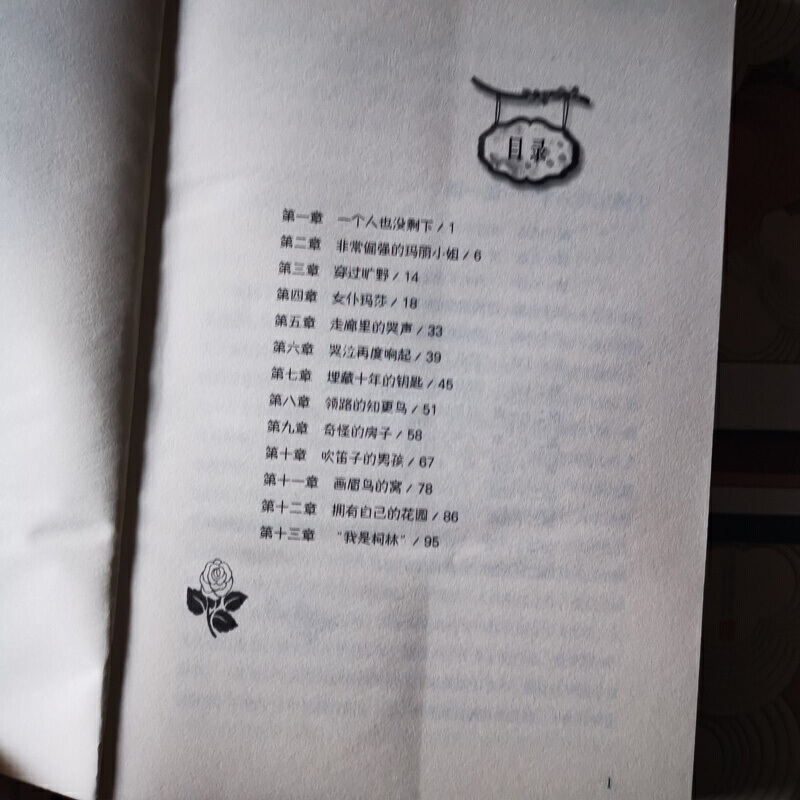 目录
第一章 一个人也没剩下 / 1
第二章 非常倔强的玛丽小姐 / 6
第三章 穿过旷野 / 14
第四章 女仆玛莎 / 18
第五章 走廊里的哭声 / 33
第六章 哭泣再度响起 / 39
第七章 埋藏十年的钥匙 / 45
第八章 领路的知更鸟 / 51
第九章 奇怪的房子 / 58
第十章 吹笛子的男孩 / 67
第十一章 画眉鸟的窝 / 78
第十二章 拥有自己的花园 / 86
第十三章 “我是柯林” / 95
1